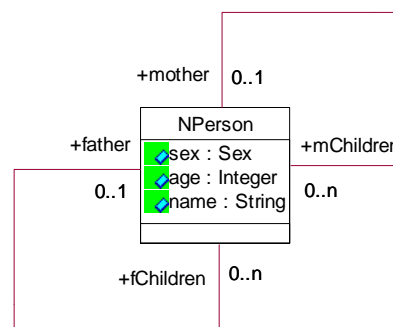 +mother 0..1
NPerson
+father
sex : Sex
+mChildren
0..1
age : Integer
0..n
name : String
+fChildren
0..n